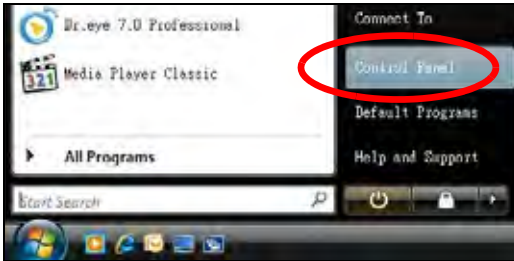 Dr.eye 7.0 Professional
Media Player Classic
321
All Programs
Start Search
Connect To
Control Panel
Default Programs
Help and Support